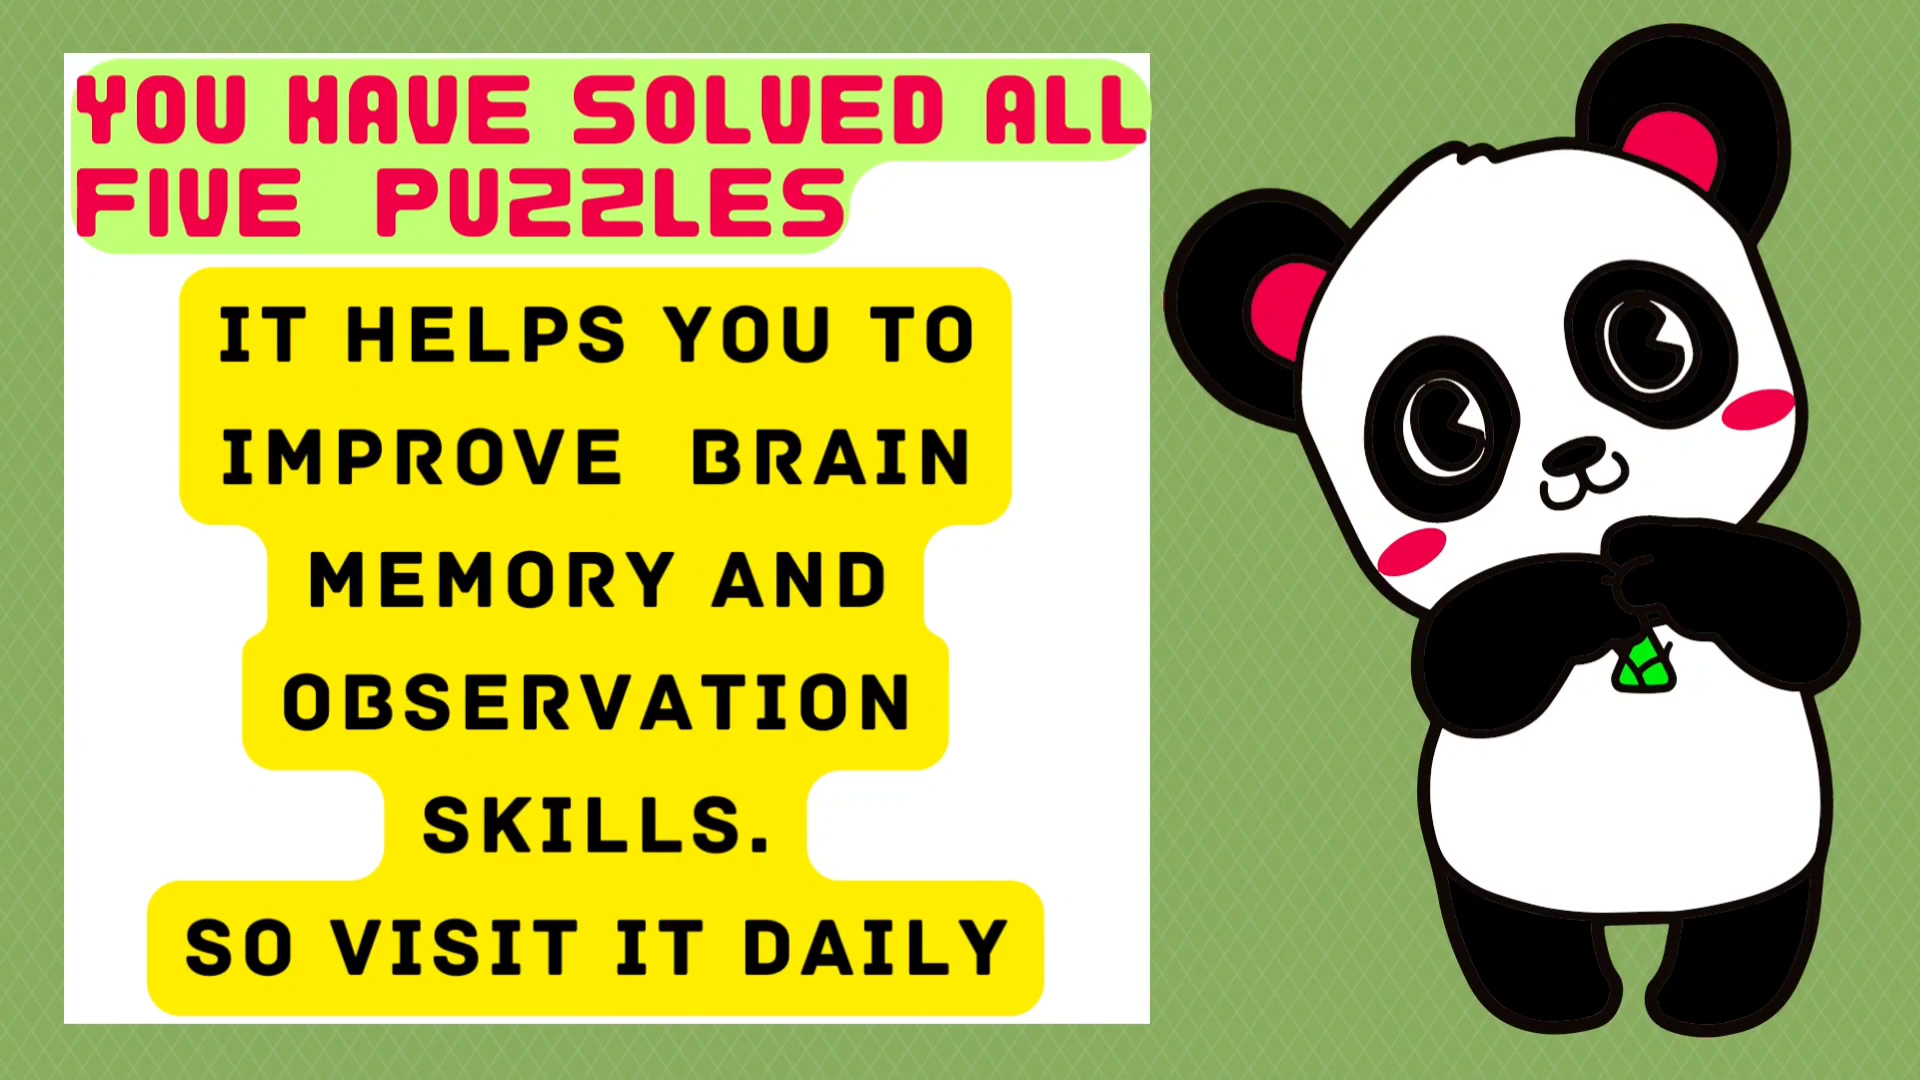 YOU HAVE SOLVED ALL
FIVE PUZZLES
IT HELPS YOU TO
IMPROVE BRAIN
MEMORY AND
OBSERVATION
SKILLS.
SO VISIT IT DAILY